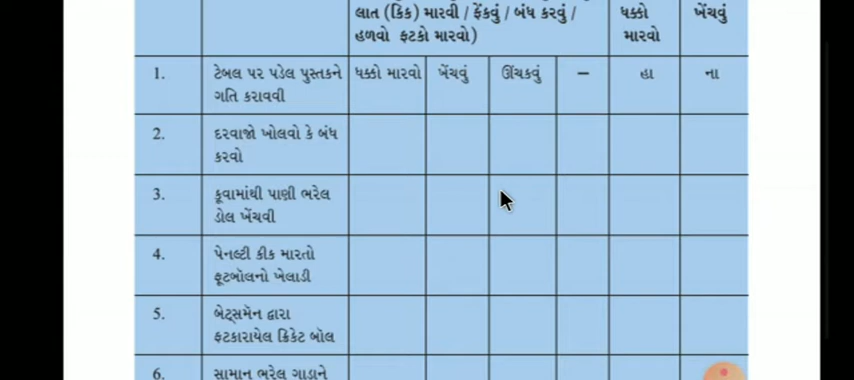 લાત (કિક) મારવી / ફેંકવું / બંધ કરવું /
હળવો ફટકો મારવો)
ધક્કો
મારવો
ખેંચવું
1.
ટેબલ પર પડેલ પુસ્તકને
ગતિ કરાવવી
ધક્કો મારવો
ખેંચવું
ઊંચકવું
–
હા
ના
2.
દરવાજો ખોલવો કે બંધ
કરવો
3.
કૂવામાંથી પાણી ભરેલ
ડોલ ખેંચવી
4.
પેનલ્ટી કીક મારતો
ફૂટબૉલનો ખેલાડી
5.
બેટ્સમૅન દ્વારા
ફટકારાયેલ ક્રિકેટ બૉલ
6.
સામાન ભરેલ ગાડાને